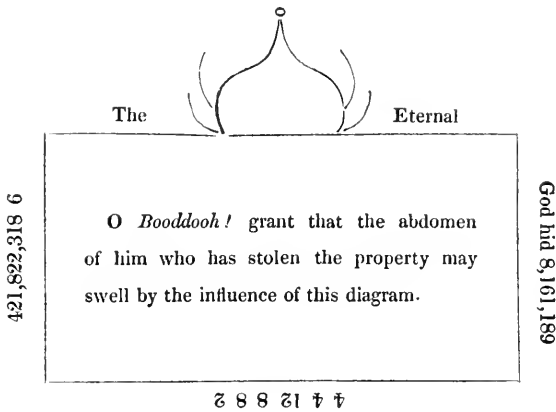 The Eternal
God hid 8,161,189
4 4 12 8 8 2
421,822,318 6
O Booddooh! grant that the abdomen
of him who has stolen the property may
swell by the influence of this diagram.